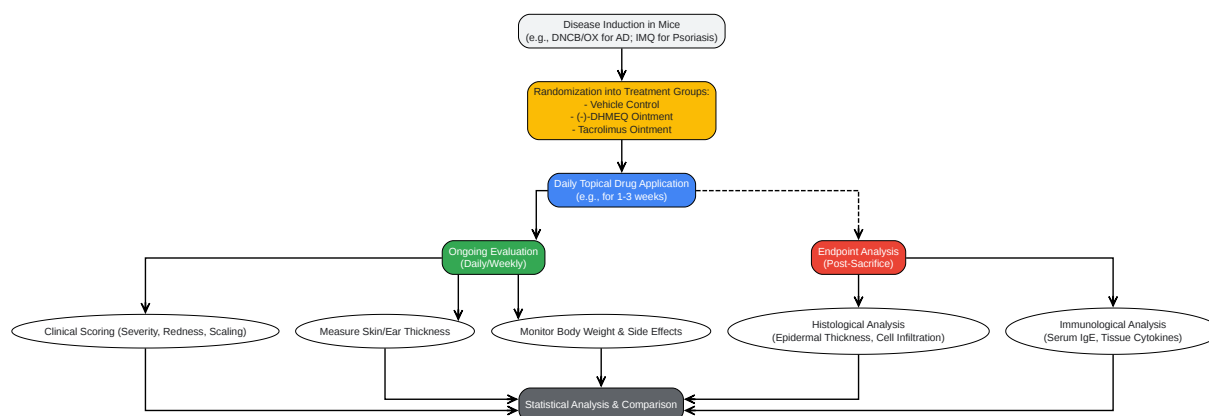 Disease Induction in Mice
(e.g., DNCB/OX for AD; IMQ for Psoriasis)
Randomization into Treatment Groups:
- Vehicle Control
- (-)-DHMEQ Ointment
- Tacrolimus Ointment
Daily Topical Drug Application
(e.g., for 1-3 weeks)
Ongoing Evaluation
(Daily/Weekly)
Endpoint Analysis
(Post-Sacrifice)
Clinical Scoring (Severity, Redness, Scaling)
Measure Skin/Ear Thickness
Monitor Body Weight & Side Effects
Histological Analysis
(Epidermal Thickness, Cell Infiltration)
Immunological Analysis
(Serum IgE, Tissue Cytokines)
Statistical Analysis & Comparison